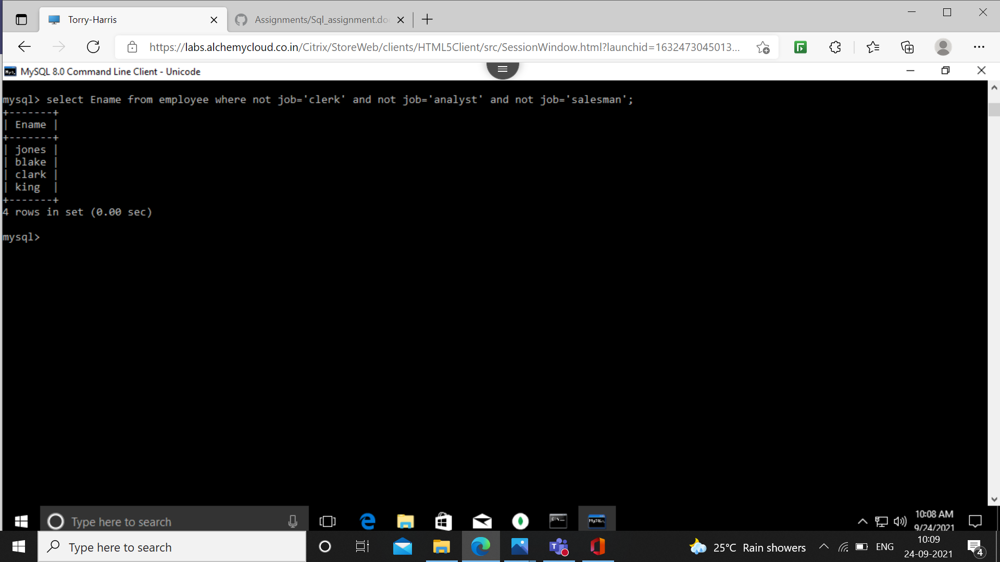 Torry-Harris
Assignments/Sql_assignment.do
https://labs.alchemycloud.co.in/Citrix/StoreWeb/clients/HTML5Client/src/SessionWindow.html?launchid=1632473045013...
MySQL 8.0 Command Line Client - Unicode
mysql> select Ename from employee where not job='clerk' and not job='analyst' and not job='salesman';
+-------+
| Ename |
+-------+
| jones |
| blake |
| clark |
| king  |
+-------+
4 rows in set (0.00 sec)
mysql>
Type here to search
10:08 AM
9/24/2021
Type here to search
25°C Rain showers
ENG
10:09
24-09-2021
4